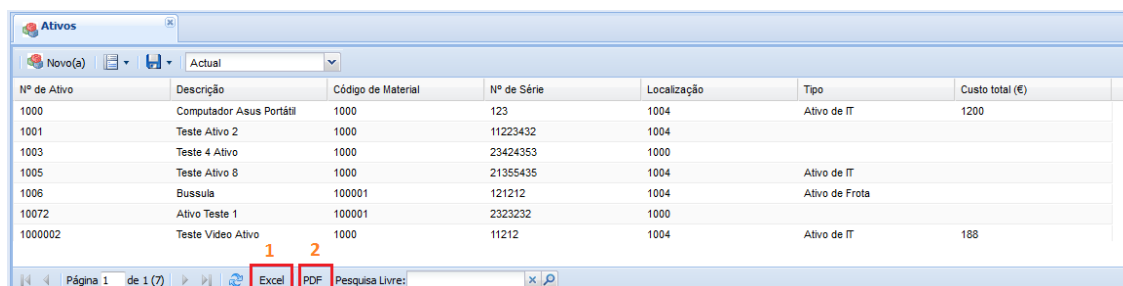 Ativos
Novo(a) Actual
Nº de Ativo Descrição Código de Material Nº de Série Localização Tipo Custo total (€)
1000 Computador Asus Portátil 1000 123 1004 Ativo de IT 1200
1001 Teste Ativo 2 1000 11223432 1004
1003 Teste 4 Ativo 1000 23424353 1000
1005 Teste Ativo 8 1000 21355435 1004 Ativo de IT
1006 Bussula 100001 121212 1004 Ativo de Frota
10072 Ativo Teste 1 100001 2323232 1000
1000002 Teste Video Ativo 1000 11212 1004 Ativo de IT 188
1 2
Página 1 de 1 (7) Excel PDF Pesquisa Livre: